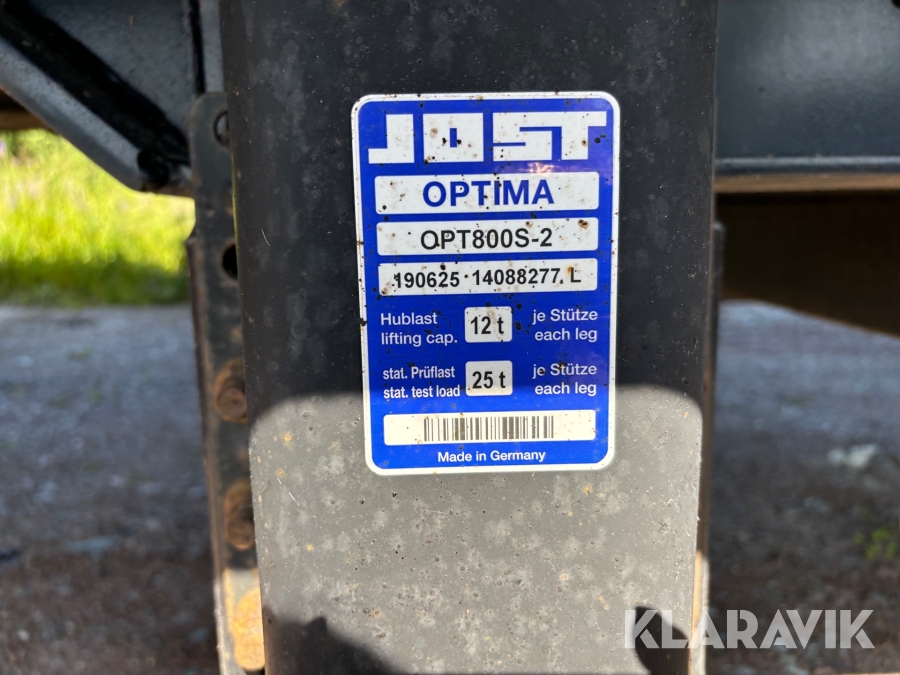 JOST
OPTIMA
OPT800S-2
190625 14088277 L
Hublast 12 t je Stütze
lifting cap. each leg
stat. Prüflast 25 t je Stütze
stat. test load each leg
Made in Germany
KLARAVIK